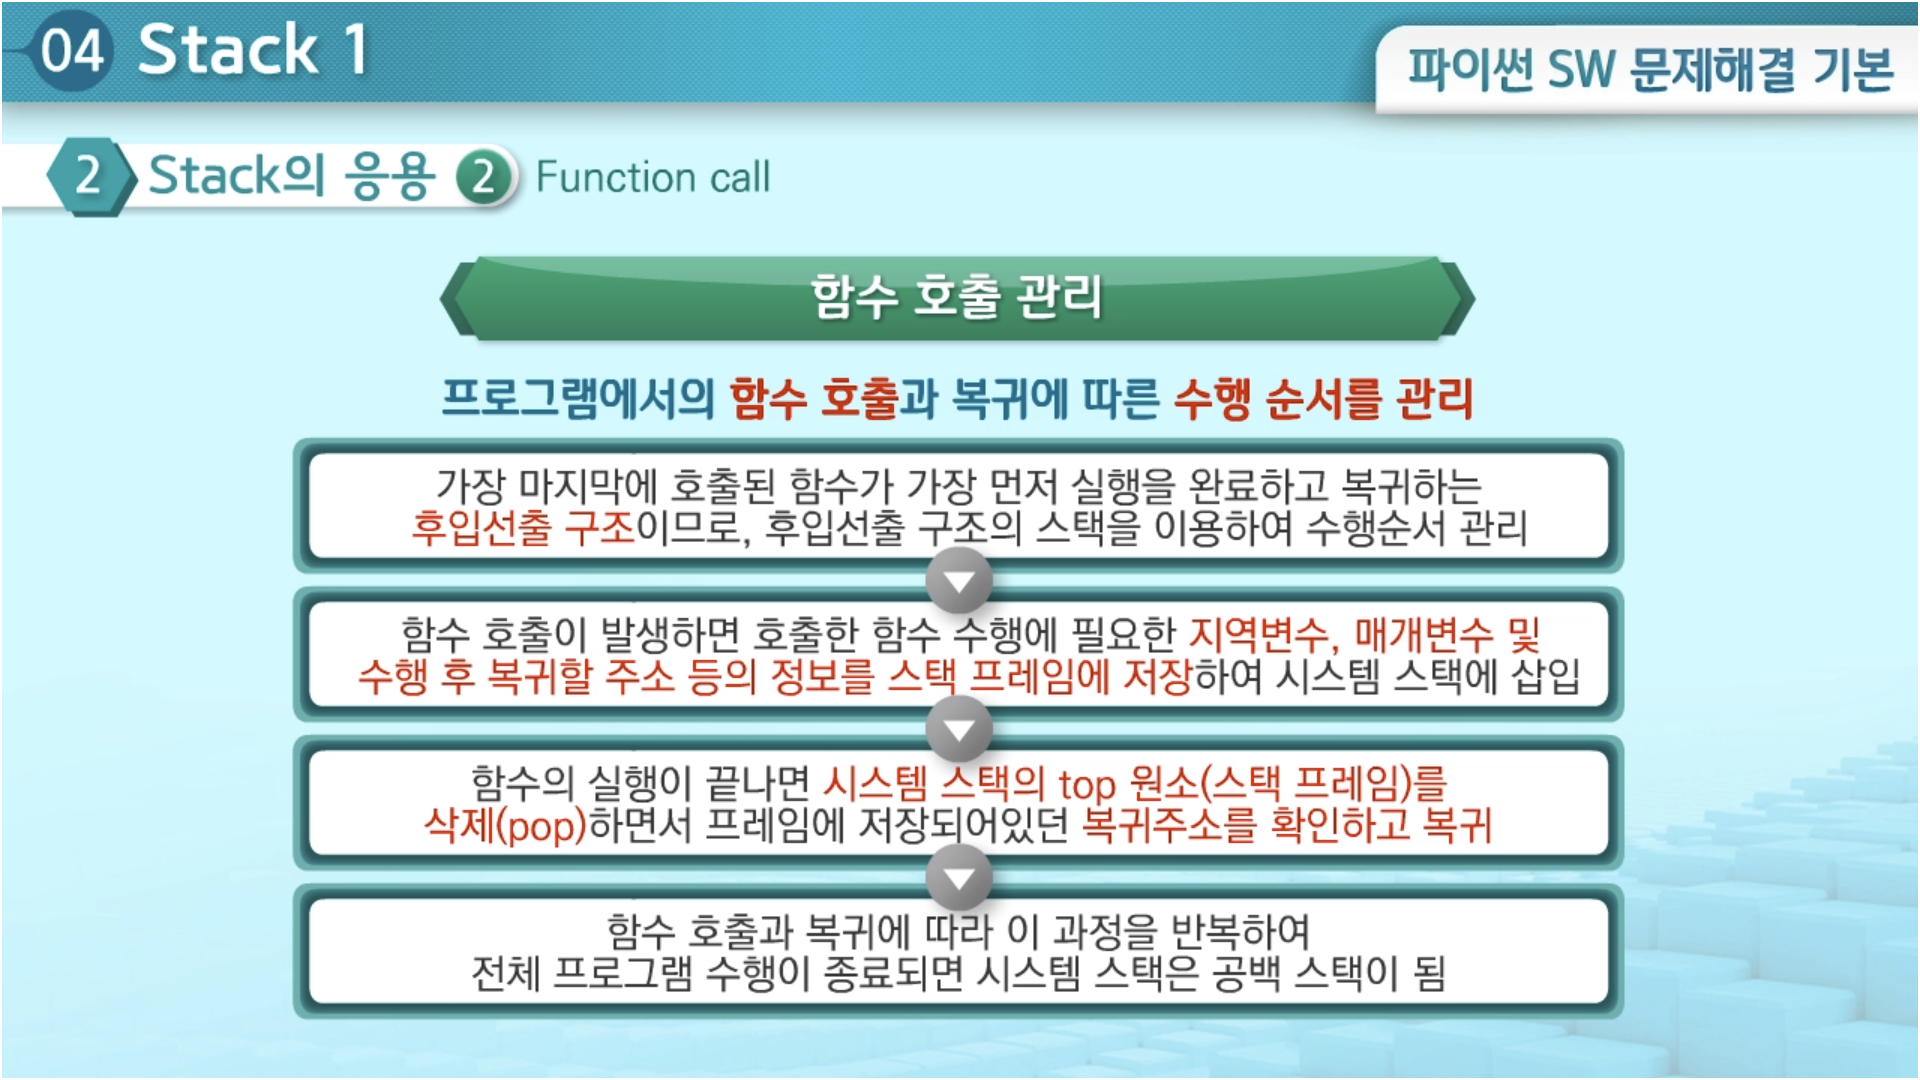 04 Stack 1
파이썬 SW 문제해결 기본
2 Stack의 응용 2 Function call
함수 호출 관리
프로그램에서의 함수 호출과 복귀에 따른 수행 순서를 관리
가장 마지막에 호출된 함수가 가장 먼저 실행을 완료하고 복귀하는
후입선출 구조이므로, 후입선출 구조의 스택을 이용하여 수행순서 관리
함수 호출이 발생하면 호출한 함수 수행에 필요한 지역변수, 매개변수 및
수행 후 복귀할 주소 등의 정보를 스택 프레임에 저장하여 시스템 스택에 삽입
함수의 실행이 끝나면 시스템 스택의 top 원소(스택 프레임)를
삭제(pop)하면서 프레임에 저장되어있던 복귀주소를 확인하고 복귀
함수 호출과 복귀에 따라 이 과정을 반복하여
전체 프로그램 수행이 종료되면 시스템 스택은 공백 스택이 됨